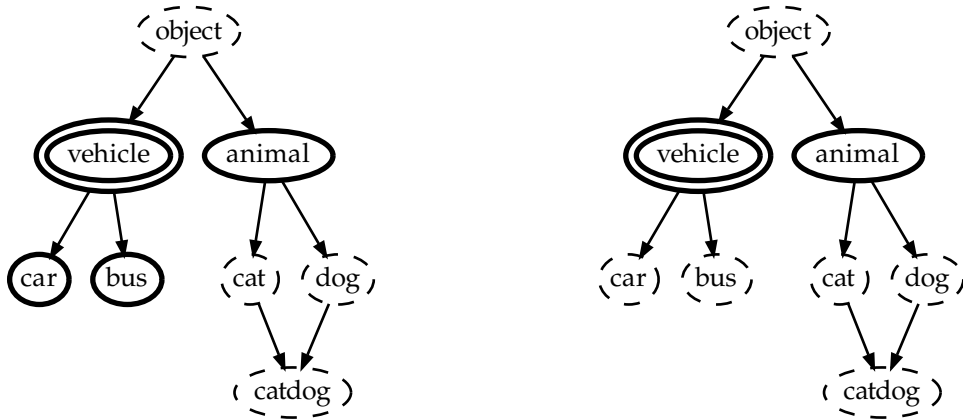 object
vehicle
animal
car
bus
cat
dog
catdog
object
vehicle
animal
car
bus
cat
dog
catdog